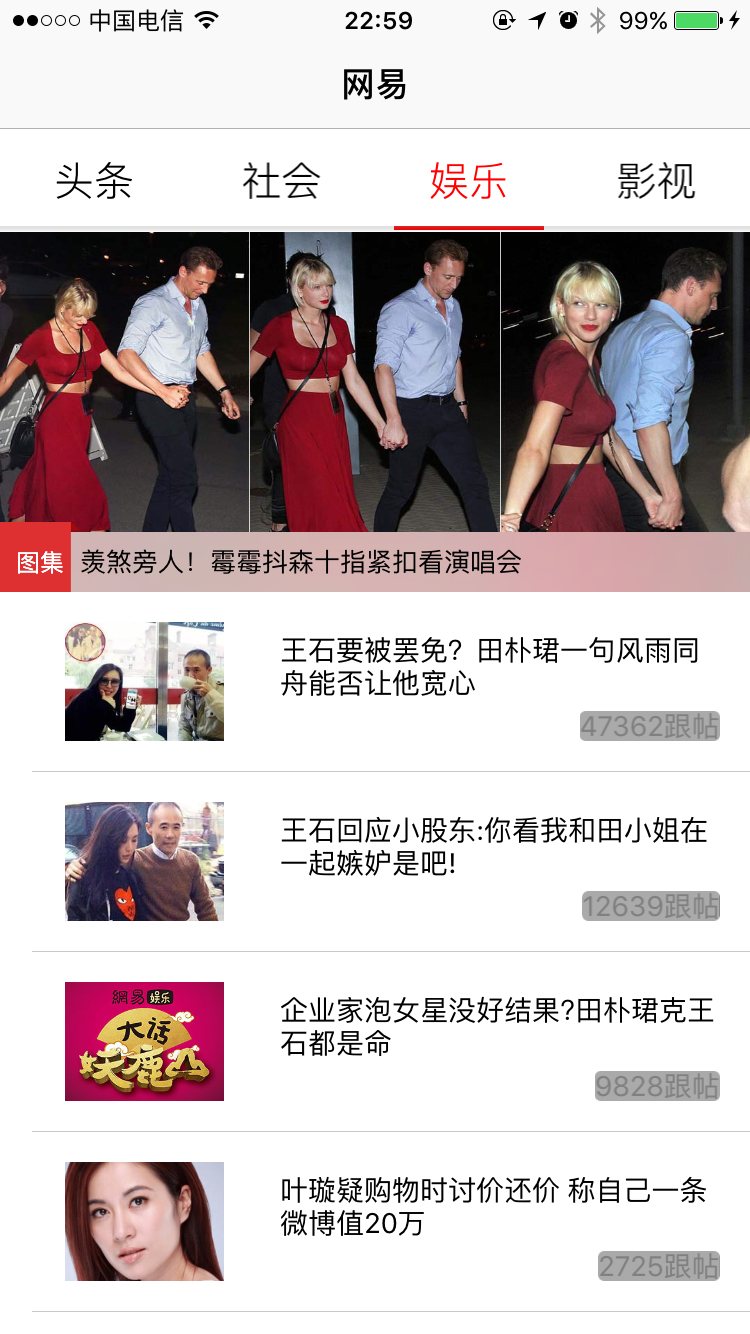 中国电信 22:59 99%
网易
头条 社会 娱乐 影视
图集 羡煞旁人！霉霉抖森十指紧扣看演唱会
王石要被罢免？田朴珺一句风雨同
舟能否让他宽心
47362跟帖
王石回应小股东:你看我和田小姐在
一起嫉妒是吧!
12639跟帖
網易 娱乐
大话
妖鹿凸
企业家泡女星没好结果?田朴珺克王
石都是命
9828跟帖
叶璇疑购物时讨价还价 称自己一条
微博值20万
2725跟帖